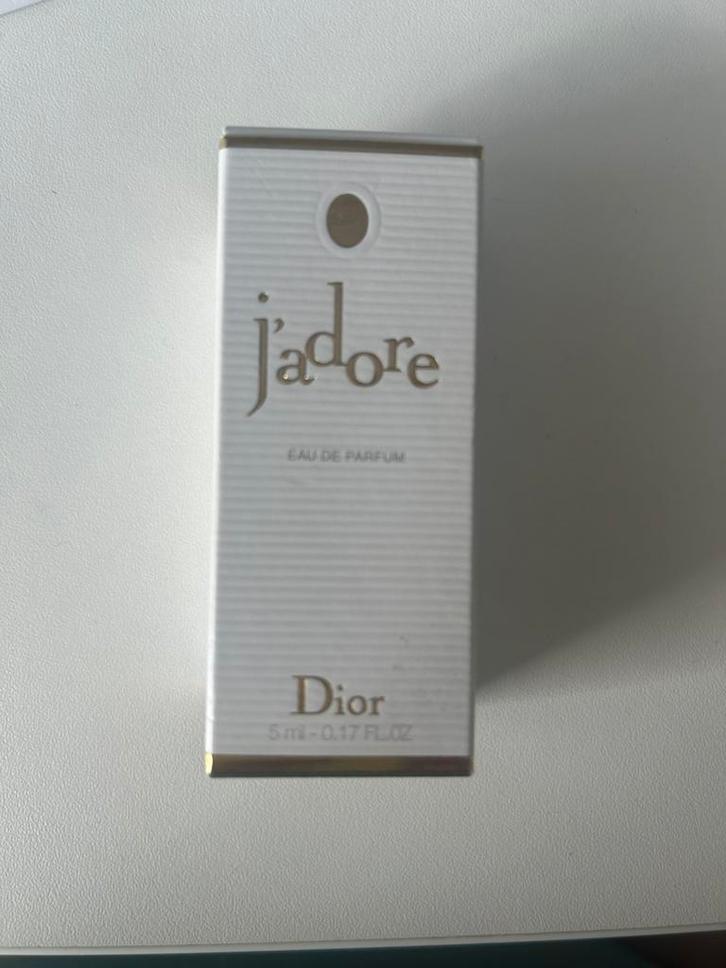 j'adore
EAU DE PARFUM
Dior
5 ml - 0.17 FL.OZ